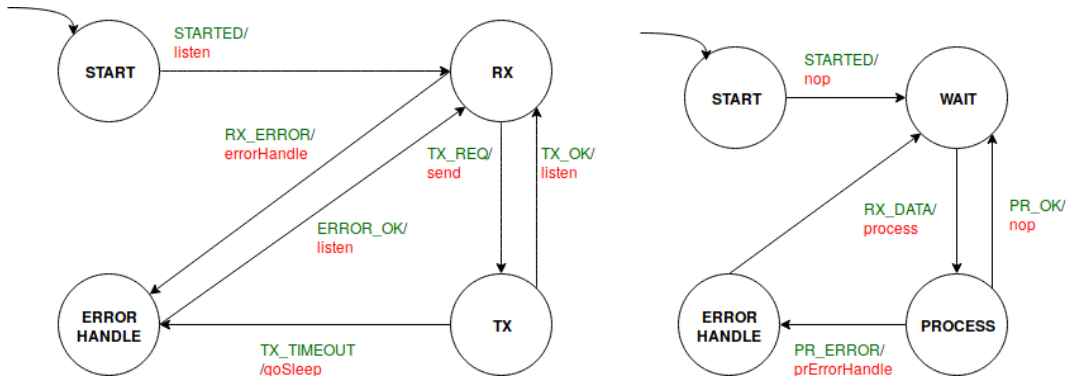 STARTED/
listen
START
RX
RX_ERROR/
errorHandle
TX_REQ/
send
TX_OK/
listen
ERROR_OK/
listen
ERROR
HANDLE
TX
TX_TIMEOUT
/goSleep
STARTED/
nop
START
WAIT
RX_DATA/
process
PR_OK/
nop
ERROR
HANDLE
PROCESS
PR_ERROR/
prErrorHandle